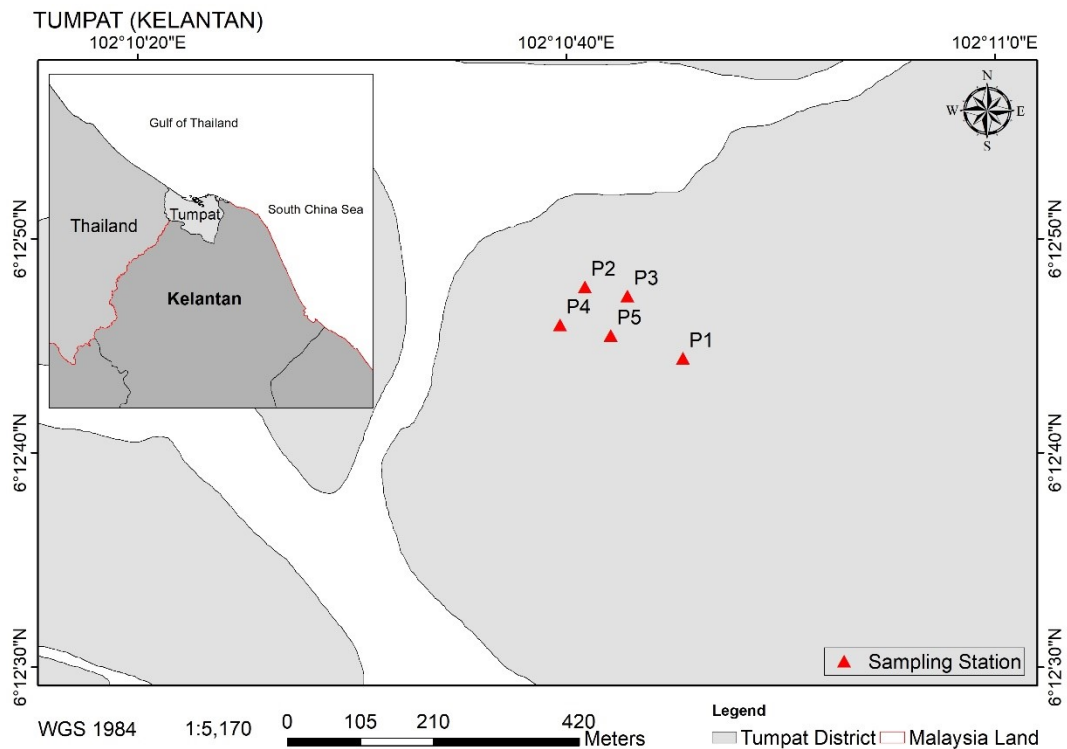 TUMPAT (KELANTAN)
102°10'20"E 102°10'40"E 102°11'0"E
N
W E
S
Gulf of Thailand
South China Sea
Thailand
Tumpat
Kelantan
6°12'50"N 6°12'50"N
P2
P3
P4
P5
P1
6°12'40"N 6°12'40"N
6°12'30"N 6°12'30"N
Sampling Station
WGS 1984 1:5,170 0 105 210 420
Meters
Legend
Tumpat District Malaysia Land